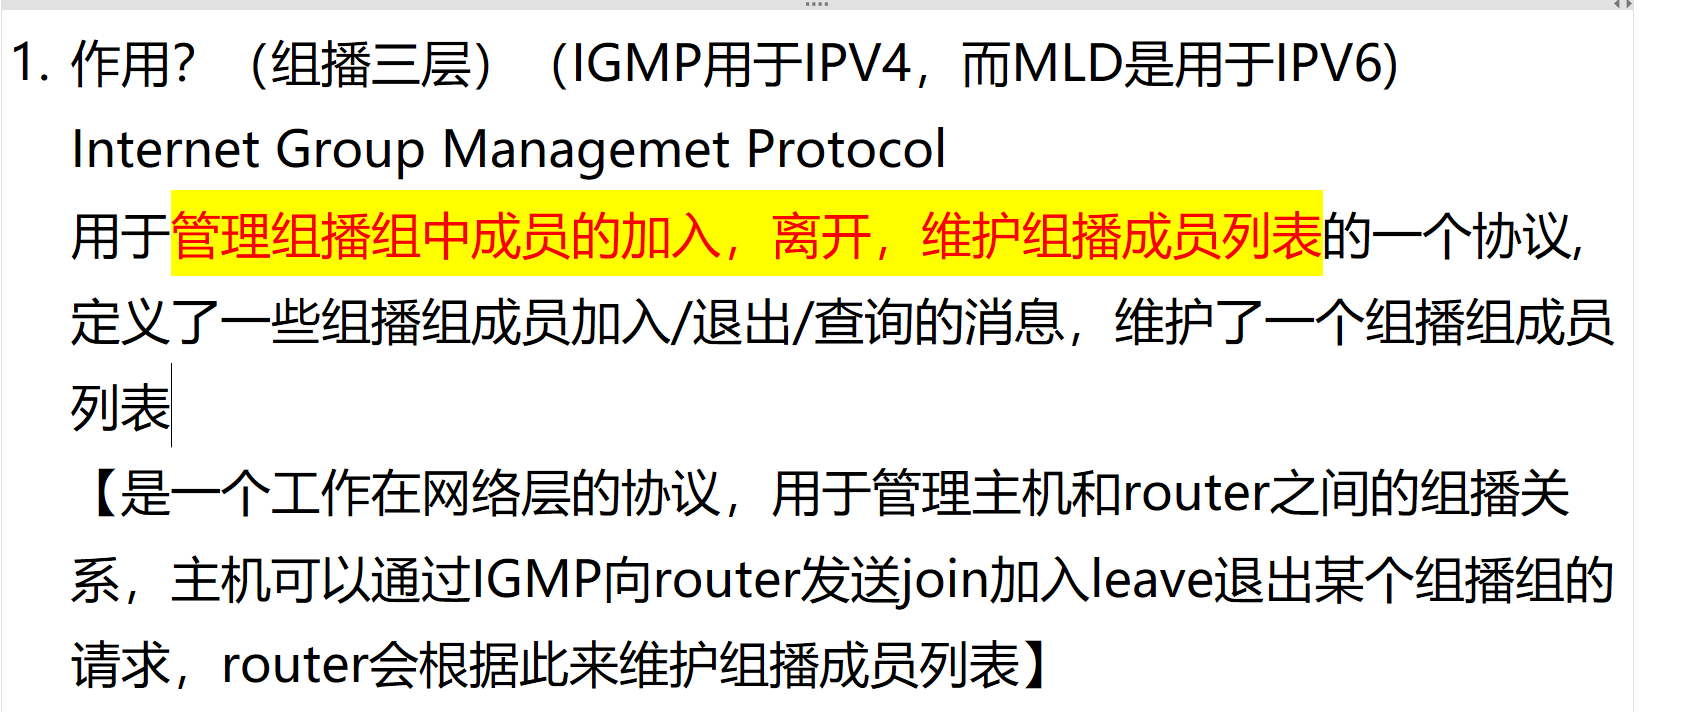 1. 作用？（组播三层）（IGMP用于IPV4，而MLD是用于IPV6)
Internet Group Managemet Protocol
用于管理组播组中成员的加入，离开，维护组播成员列表的一个协议,
定义了一些组播组成员加入/退出/查询的消息，维护了一个组播组成员
列表
【是一个工作在网络层的协议，用于管理主机和router之间的组播关
系，主机可以通过IGMP向router发送join加入leave退出某个组播组的
请求，router会根据此来维护组播成员列表】